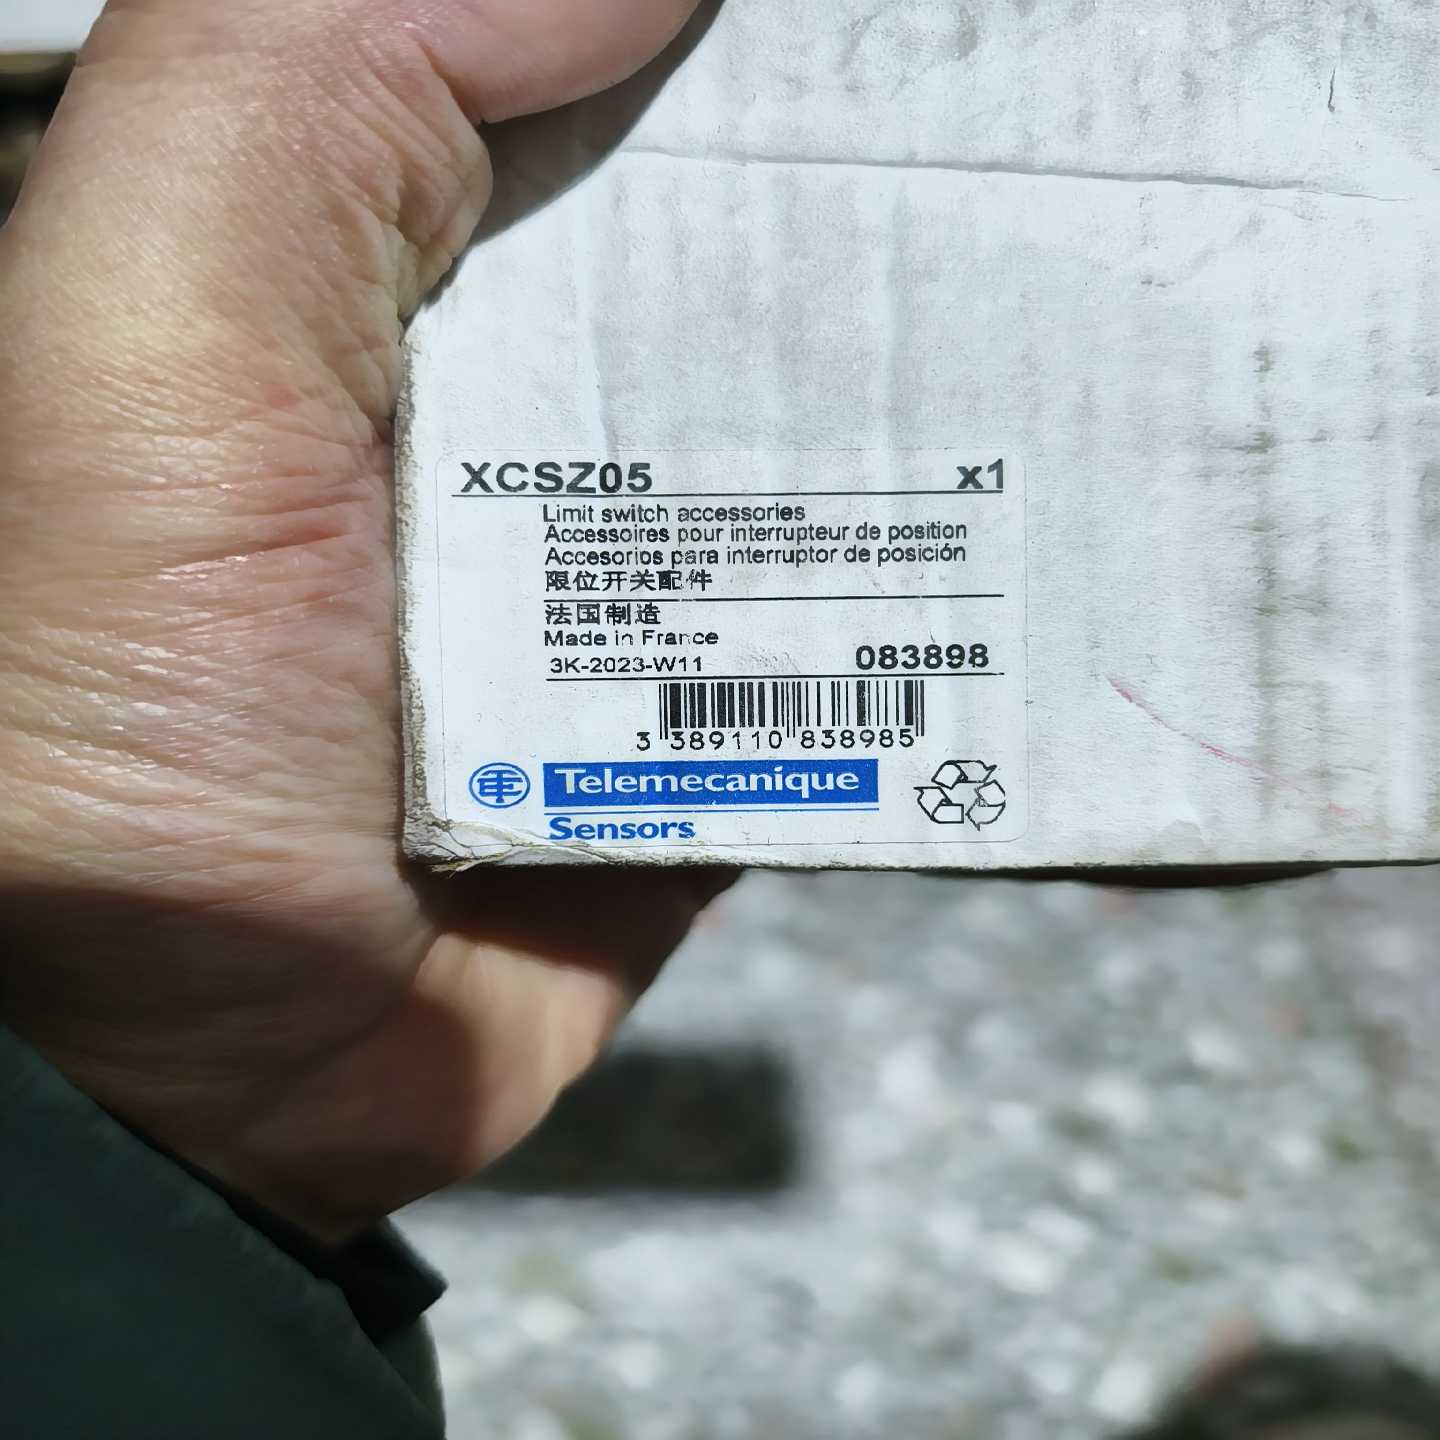 XCSZ05 x1
Limit switch accessories
Accessoires pour interrupteur de position
Accesorios para interruptor de posición
限位开关配件
法国制造
Made in France
3K-2023-W11 083898
3 389110 838985
Telemecanique
Sensors